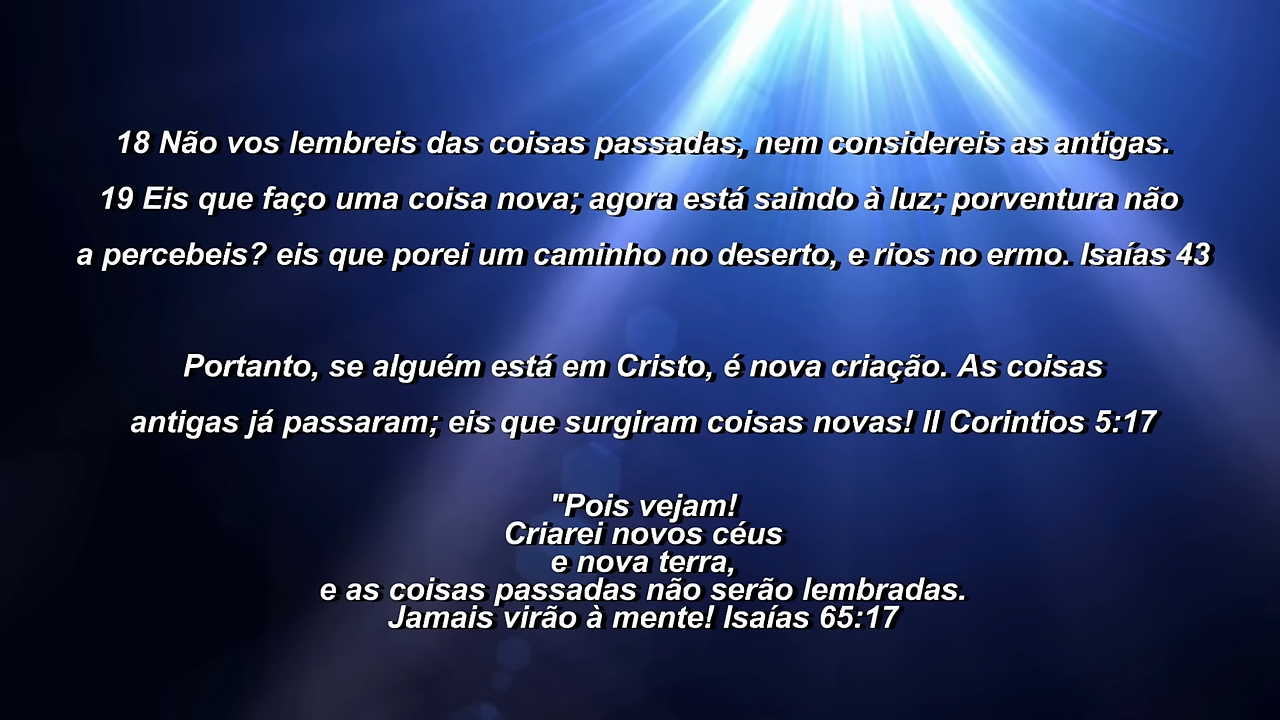 18 Não vos lembreis das coisas passadas, nem considereis as antigas.
19 Eis que faço uma coisa nova; agora está saindo à luz; porventura não
a percebeis? eis que porei um caminho no deserto, e rios no ermo. Isaías 43
Portanto, se alguém está em Cristo, é nova criação. As coisas
antigas já passaram; eis que surgiram coisas novas! II Corintios 5:17
"Pois vejam!
Criarei novos céus
e nova terra,
e as coisas passadas não serão lembradas.
Jamais virão à mente! Isaías 65:17